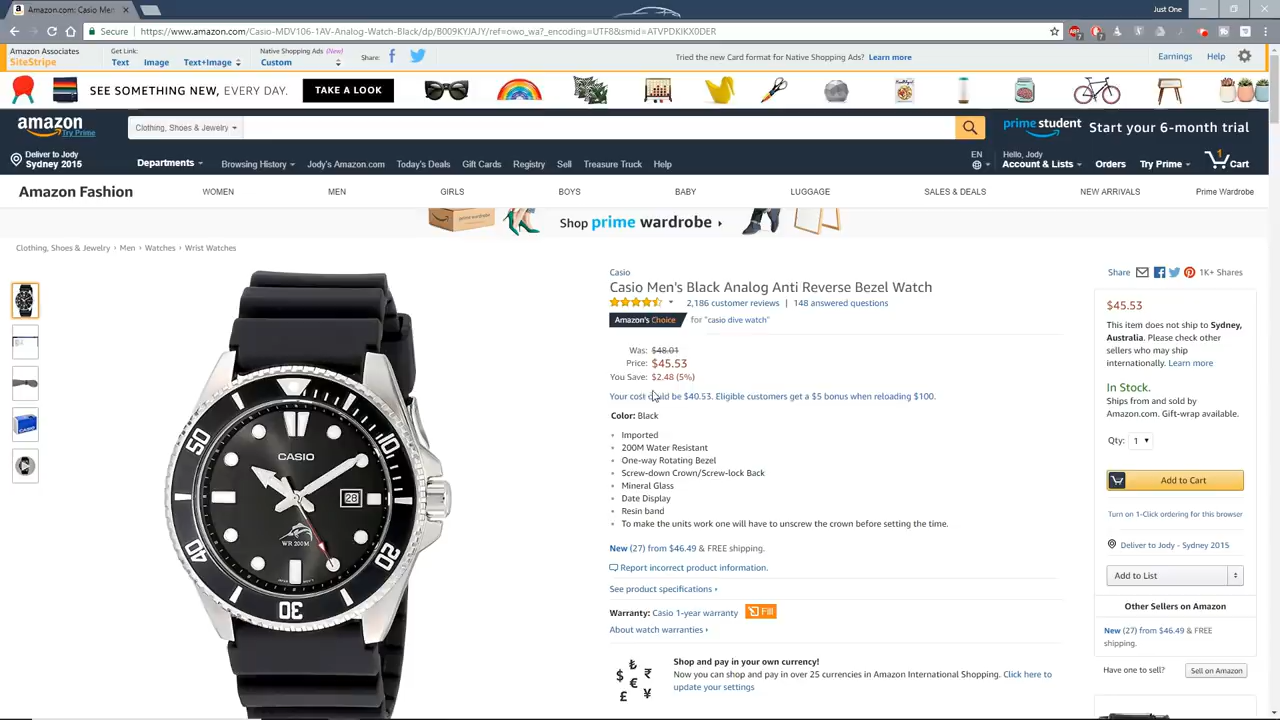 Amazon.com: Casio Men
Just One
Secure
https://www.amazon.com/Casio-MDV106-1AV-Analog-Watch-Black/dp/B009KYJAJY/ref=owo_wa?_encoding=UTF8&smid=ATVPDKIKX0DER
Amazon Associates
SiteStripe
Get Link:
Text Image Text+Image
Native Shopping Ads (New)
Custom
Share:
Tried the new Card format for Native Shopping Ads? Learn more
Earnings Help
SEE SOMETHING NEW, EVERY DAY. TAKE A LOOK
amazon
Try Prime
Clothing, Shoes & Jewelry
prime student Start your 6-month trial
Deliver to Jody
Sydney 2015
Departments Browsing History Jody's Amazon.com Today's Deals Gift Cards Registry Sell Treasure Truck Help
EN
Hello, Jody
Account & Lists Orders Try Prime 1 Cart
Amazon Fashion WOMEN MEN GIRLS BOYS BABY LUGGAGE SALES & DEALS NEW ARRIVALS Prime Wardrobe
Shop prime wardrobe ›
Clothing, Shoes & Jewelry › Men › Watches › Wrist Watches
50
10
CASIO
28
WR 200M
40
20
30
Casio
Casio Men's Black Analog Anti Reverse Bezel Watch
2,186 customer reviews | 148 answered questions
Amazon's Choice for "casio dive watch"
Was: $48.01
Price: $45.53
You Save: $2.48 (5%)
Your cost could be $40.53. Eligible customers get a $5 bonus when reloading $100.
Color: Black
Imported
200M Water Resistant
One-way Rotating Bezel
Screw-down Crown/Screw-lock Back
Mineral Glass
Date Display
Resin band
To make the units work one will have to unscrew the crown before setting the time.
New (27) from $46.49 & FREE shipping.
Report incorrect product information.
See product specifications ›
Warranty: Casio 1-year warranty Fill
About watch warranties ›
Shop and pay in your own currency!
Now you can shop and pay in over 25 currencies in Amazon International Shopping. Click here to
update your settings
Share 1K+ Shares
$45.53
This item does not ship to Sydney,
Australia. Please check other
sellers who may ship
internationally. Learn more
In Stock.
Ships from and sold by
Amazon.com. Gift-wrap available.
Qty: 1
Add to Cart
Turn on 1-Click ordering for this browser
Deliver to Jody - Sydney 2015
Add to List
Other Sellers on Amazon
New (27) from $46.49 & FREE
shipping.
Have one to sell? Sell on Amazon